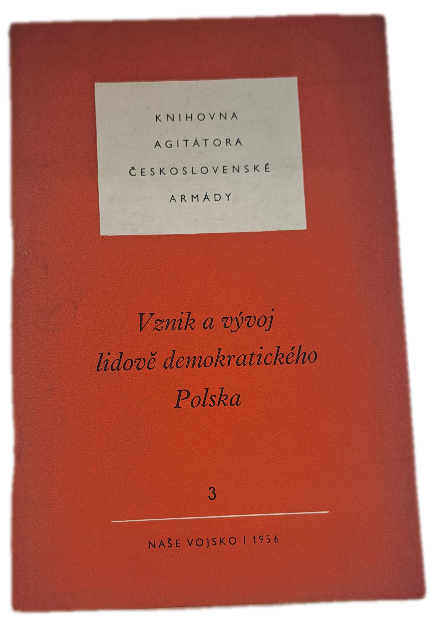 KNIHOVNA
AGITÁTORA
ČESKOSLOVENSKÉ
ARMÁDY
Vznik a vývoj
lidově demokratického
Polska
3
NAŠE VOJSKO | 1956